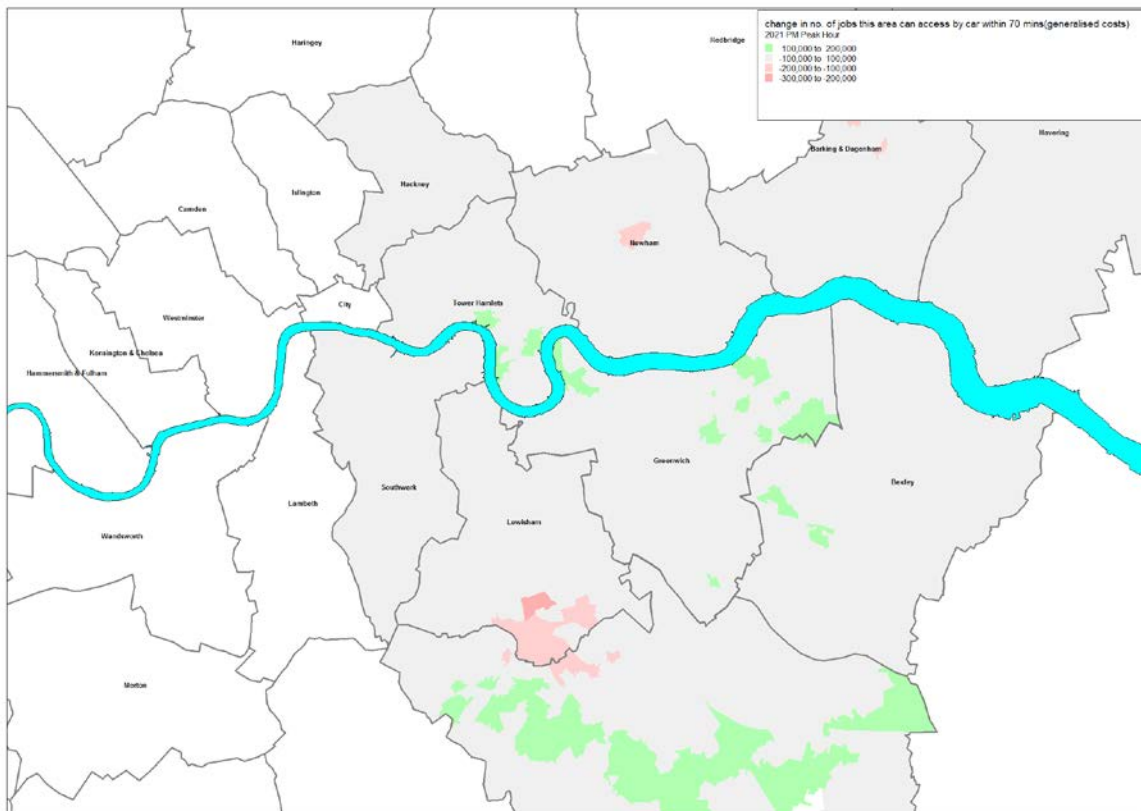 change in no. of jobs this area can access by car within 70 mins(generalised costs)
2021 PM Peak Hour
100,000 to 200,000
-100,000 to 100,000
-200,000 to -100,000
-300,000 to -200,000
Haringey
Redbridge
Havering
Barking & Dagenham
Hackney
Islington
Camden
Newham
Tower Hamlets
City
Westminster
Kensington & Chelsea
Hammersmith & Fulham
Greenwich
Bexley
Southwark
Lambeth
Lewisham
Wandsworth
Merton